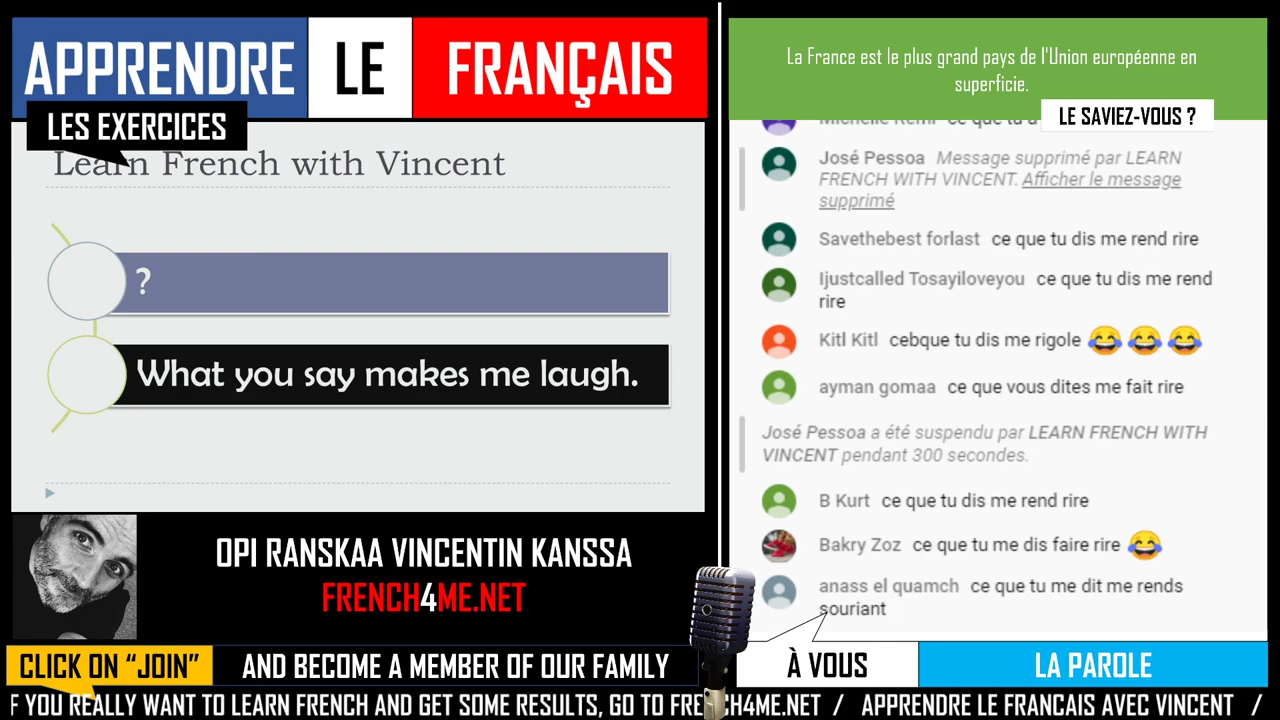 APPRENDRE LE FRANÇAIS
LES EXERCICES
Learn French with Vincent
?
What you say makes me laugh.
OPI RANSKAA VINCENTIN KANSSA
FRENCH4ME.NET
CLICK ON “JOIN” AND BECOME A MEMBER OF OUR FAMILY
La France est le plus grand pays de l'Union européenne en
superficie.
LE SAVIEZ-VOUS ?
ce que tu
José Pessoa Message supprimé par LEARN
FRENCH WITH VINCENT. Afficher le message
supprimé
Savethebest forlast ce que tu dis me rend rire
Ijustcalled Tosayiloveyou ce que tu dis me rend
rire
Kitl Kitl cebque tu dis me rigole 😂😂😂
ayman gomaa ce que vous dites me fait rire
José Pessoa a été suspendu par LEARN FRENCH WITH
VINCENT pendant 300 secondes.
B Kurt ce que tu dis me rend rire
Bakry Zoz ce que tu me dis faire rire 😂
anass el quamch ce que tu me dit me rends
souriant
À VOUS LA PAROLE
F YOU REALLY WANT TO LEARN FRENCH AND GET SOME RESULTS, GO TO FRE CH4ME.NET / APPRENDRE LE FRANCAIS AVEC VINCENT /